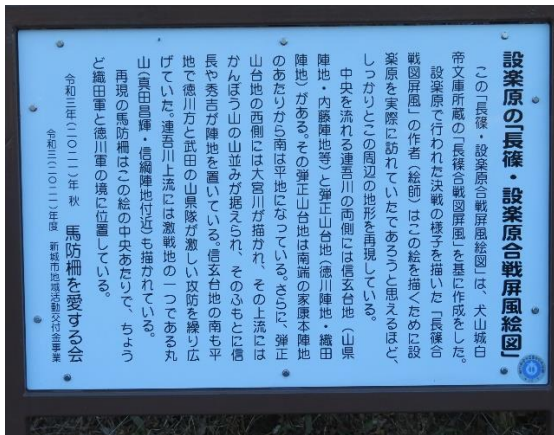 設楽原の「長篠・設楽原合戦屏風絵図」
この「長篠・設楽原合戦屏風絵図」は、犬山城白
帝文庫所蔵の「長篠合戦図屏風」を基に作成をした。
設楽原で行われた決戦の様子を描いた「長篠合
戦図屏風」の作者（絵師）はこの絵を描くために設
楽原を実際に訪れていたであろうと思えるほど、
しっかりとこの周辺の地形を再現している。
中央を流れる連吾川の両側には信玄台地（山県
陣地・内藤陣地等）と弾正山台地（徳川陣地・織田
陣地）がある。その弾正山台地は南端の家康本陣地
のあたりから南は平地になっている。さらに、弾正
山台地の西側には大宮川が描かれ、その上流には
かんぼう山の山並みが据えられ、そのふもとに信
長や秀吉が陣地を置いている。信玄台地の南も平
地で徳川方と武田の山県隊が激しい攻防を繰り広
げていた。連吾川上流には激戦地の一つである丸
山（真田昌輝・信綱陣地付近）も描かれている。
再現の馬防柵はこの絵の中央あたりで、ちょう
ど織田軍と徳川軍の境に位置している。
令和三年（二〇二一）年 秋　馬防柵を愛する会
令和三（二〇二一）年度　新城市地域活動交付金事業